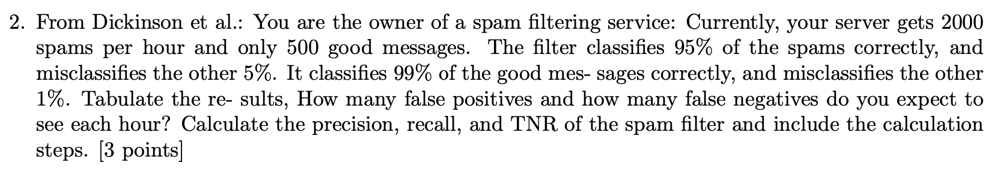 2. From Dickinson et al.: You are the owner of a spam filtering service: Currently, your server gets 2000
spams per hour and only 500 good messages. The filter classifies 95% of the spams correctly, and
misclassifies the other 5%. It classifies 99% of the good mes- sages correctly, and misclassifies the other
1%. Tabulate the re- sults, How many false positives and how many false negatives do you expect to
see each hour? Calculate the precision, recall, and TNR of the spam filter and include the calculation
steps. [3 points]